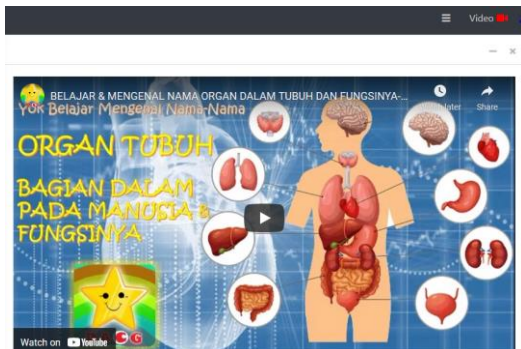 Video
BELAJAR & MENGENAL NAMA ORGAN DALAM TUBUH DAN FUNGSINYA-...
Later
Share
Yuk Belajar Mengenal Nama-Nama
ORGAN TUBUH
BAGIAN DALAM
PADA MANUSIA &
FUNGSINYA
G
Watch on YouTube